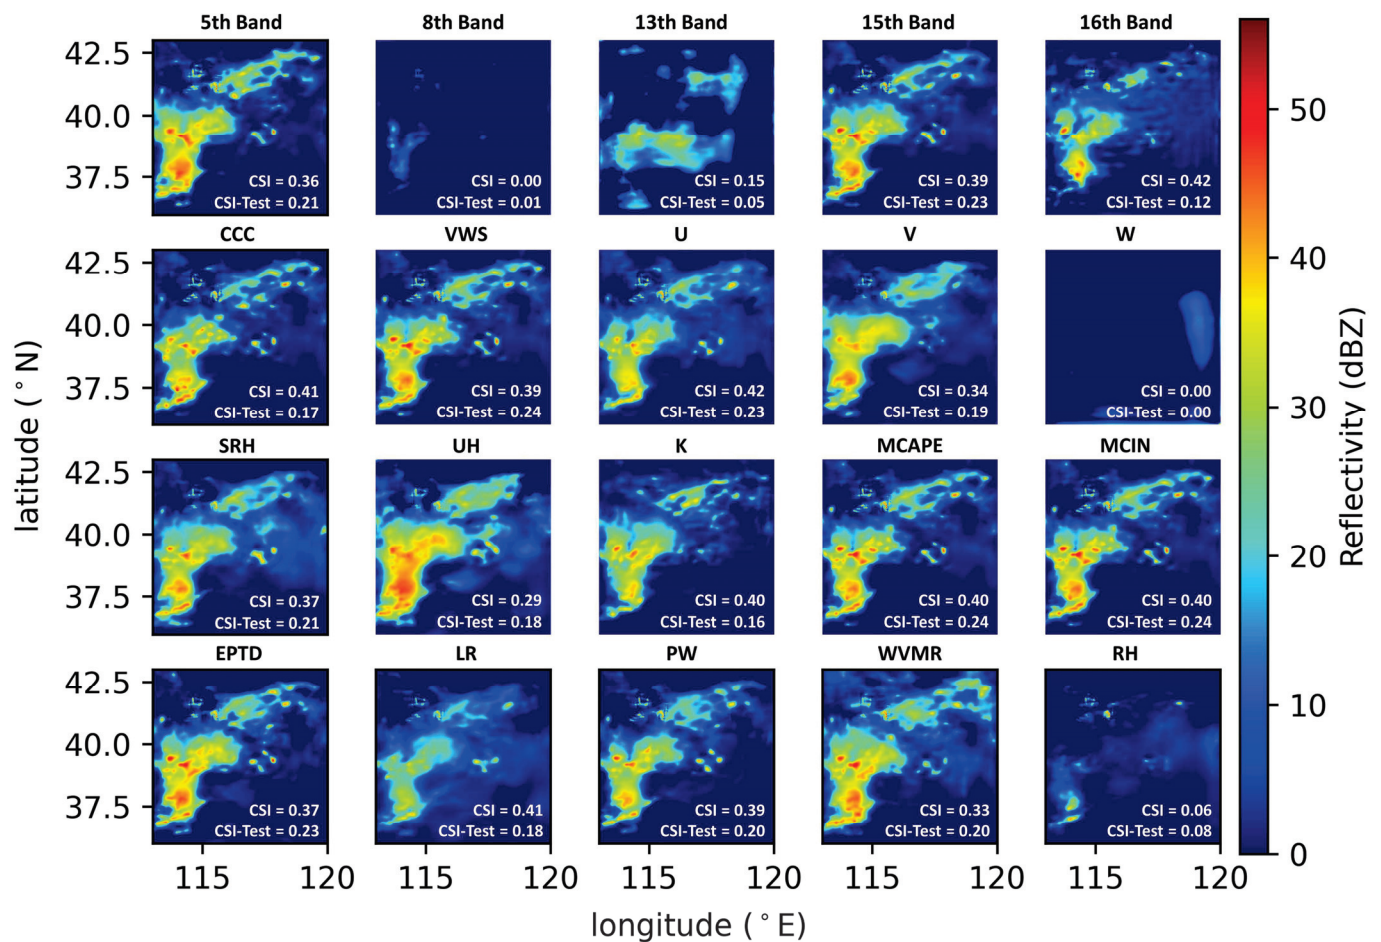 5th Band 8th Band 13th Band 15th Band 16th Band
42.5
40.0
37.5
CSI = 0.36 CSI = 0.00 CSI = 0.15 CSI = 0.39 CSI = 0.42
CSI-Test = 0.21 CSI-Test = 0.01 CSI-Test = 0.05 CSI-Test = 0.23 CSI-Test = 0.12
CCC VWS U V W
42.5
40.0
37.5
CSI = 0.41 CSI = 0.39 CSI = 0.42 CSI = 0.34 CSI = 0.00
CSI-Test = 0.17 CSI-Test = 0.24 CSI-Test = 0.23 CSI-Test = 0.19 CSI-Test = 0.00
SRH UH K MCAPE MCIN
42.5
40.0
37.5
CSI = 0.37 CSI = 0.29 CSI = 0.40 CSI = 0.40 CSI = 0.40
CSI-Test = 0.21 CSI-Test = 0.18 CSI-Test = 0.16 CSI-Test = 0.24 CSI-Test = 0.24
EPTD LR PW WVMR RH
42.5
40.0
37.5
CSI = 0.37 CSI = 0.41 CSI = 0.39 CSI = 0.33 CSI = 0.06
CSI-Test = 0.23 CSI-Test = 0.18 CSI-Test = 0.20 CSI-Test = 0.20 CSI-Test = 0.08
115 120 115 120 115 120 115 120 115 120
longitude (°E)
latitude (°N)
50
40
30
20
10
0
Reflectivity (dBZ)